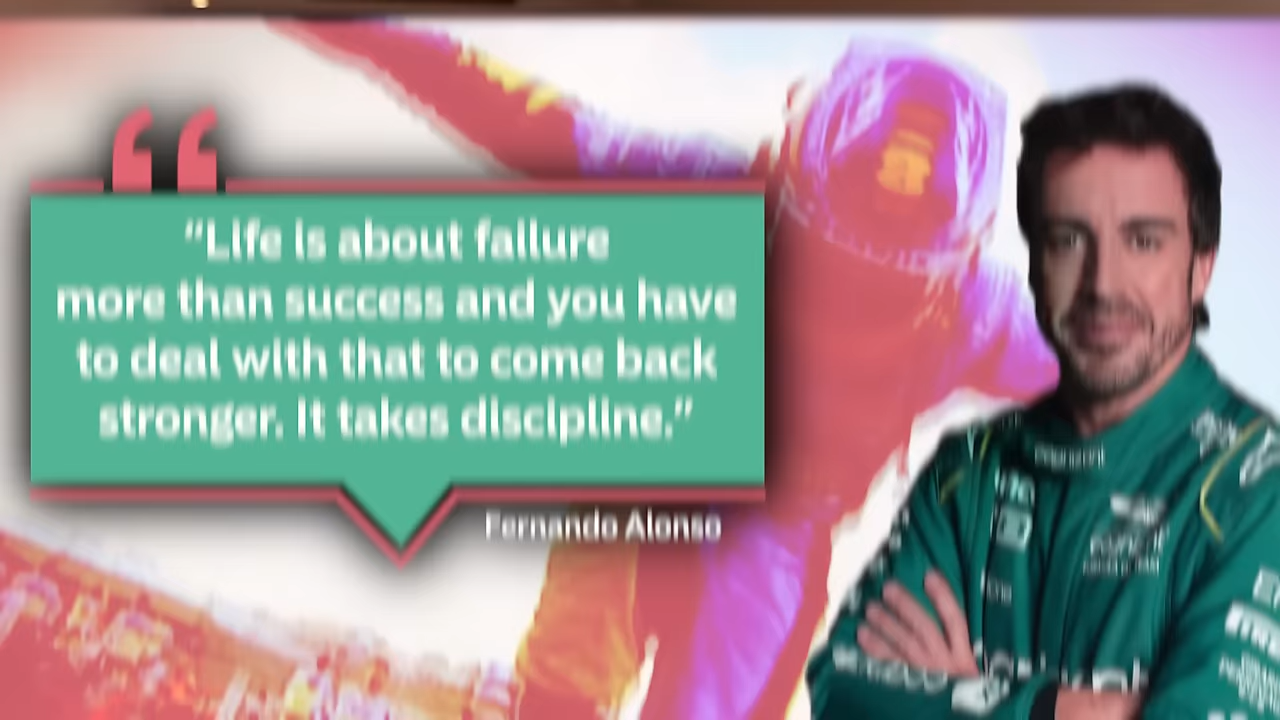 “Life is about failure
more than success and you have
to deal with that to come back
stronger. It takes discipline.”
Fernando Alonso
cognizant